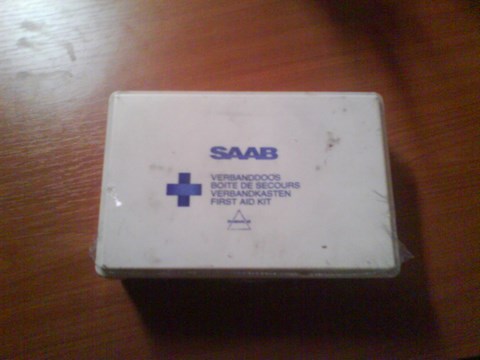 SAAB
VERBANDDOOS
BOITE DE SECOURS
VERBANDKASTEN
FIRST AID KIT